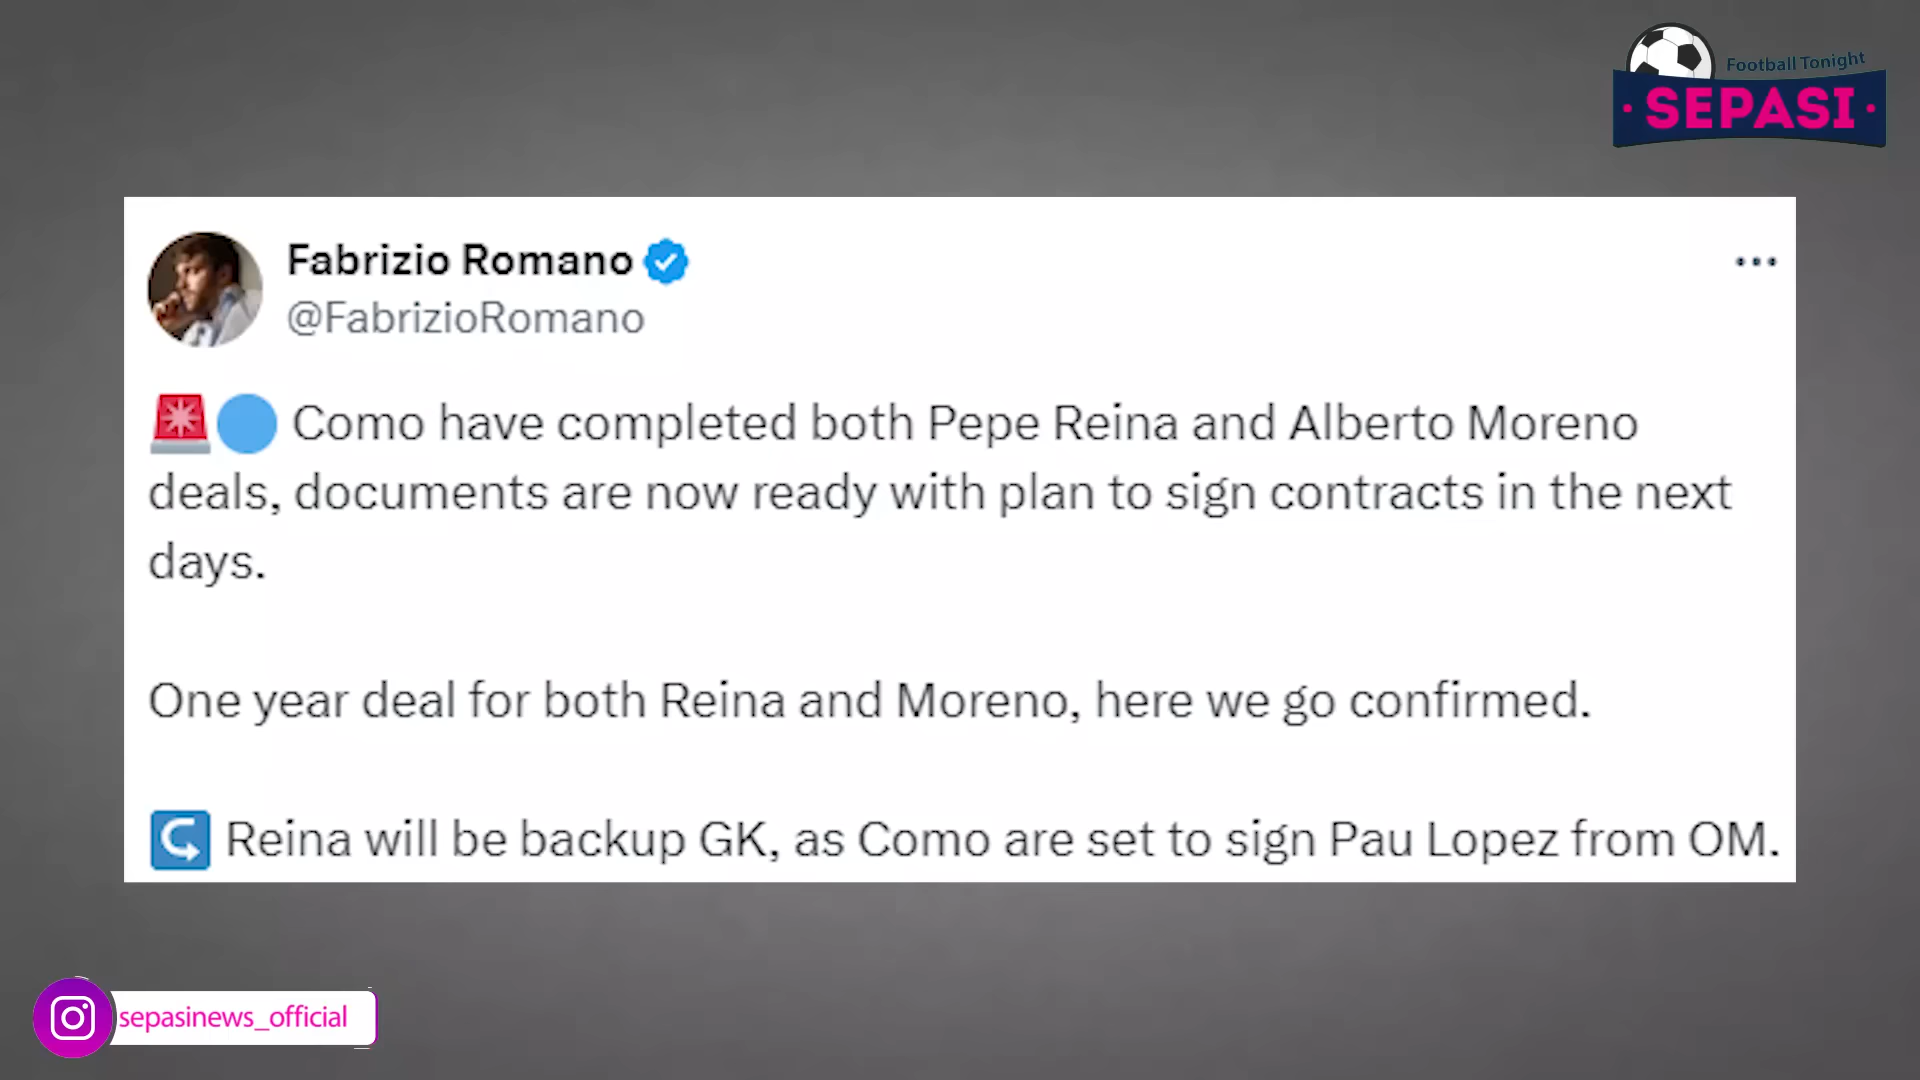 Football Tonight
· SEPASI ·
Fabrizio Romano
@FabrizioRomano
🚨🔵 Como have completed both Pepe Reina and Alberto Moreno
deals, documents are now ready with plan to sign contracts in the next
days.
One year deal for both Reina and Moreno, here we go confirmed.
↪️ Reina will be backup GK, as Como are set to sign Pau Lopez from OM.
sepasinews_official